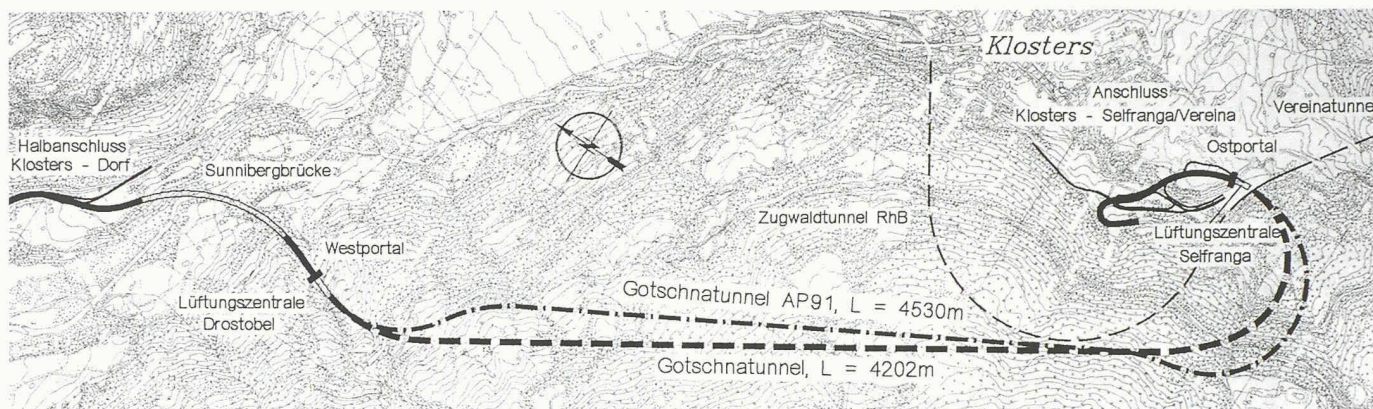 Klosters
Anschluss
Klosters - Selfranga/Vereina
Vereinatunne
Ostportal
Halbanschluss
Klosters - Dorf
Sunnibergbrücke
Zugwaldtunnel RhB
Lüftungszentrale
Selfranga
Westportal
Lüftungszentrale
Drostobel
Gotschnatunnel AP91, L = 4530m
Gotschnatunnel, L = 4202m